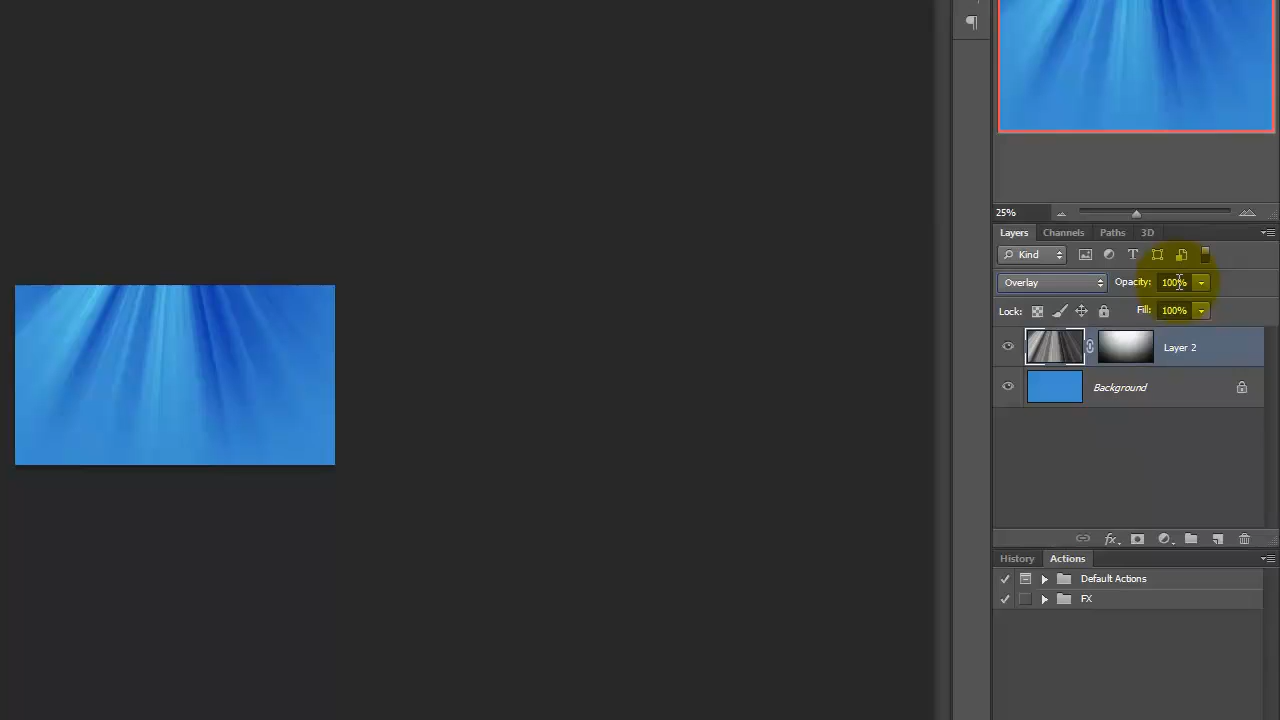 25%
Layers Channels Paths 3D
Kind T
Overlay Opacity: 100%
Lock: Fill: 100%
Layer 2
Background
fx
History Actions
Default Actions
FX